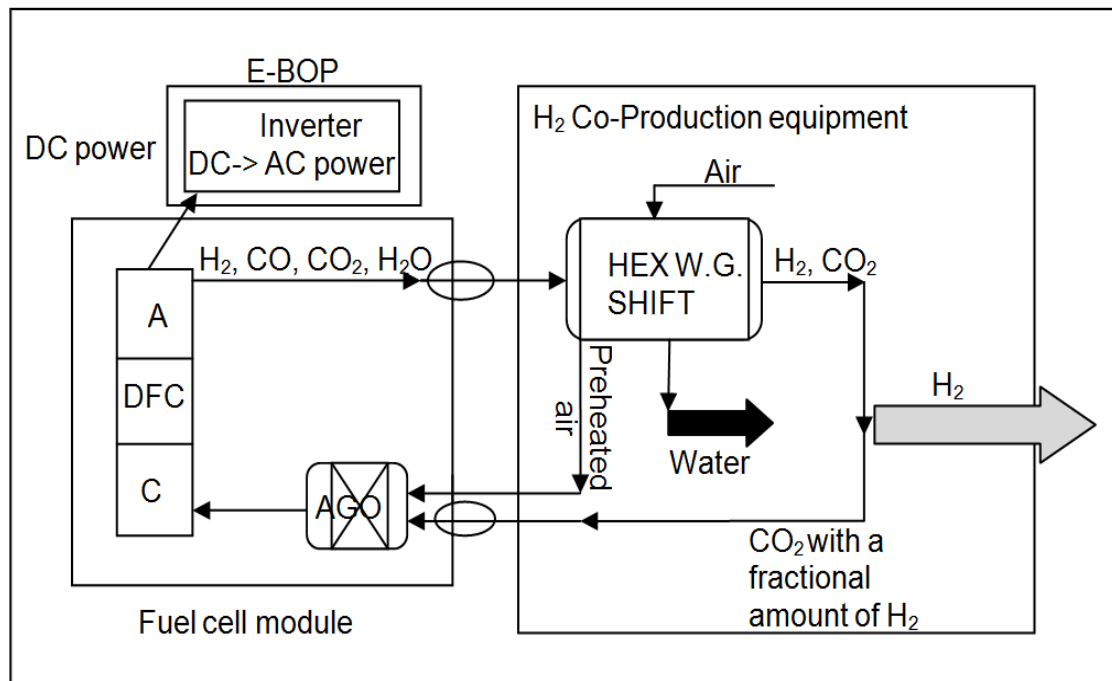 E-BOP
DC power
Inverter
DC-> AC power
H₂ Co-Production equipment
Air
H₂, CO, CO₂, H₂O
HEX W.G.
SHIFT
H₂, CO₂
A
DFC
C
Preheated
air
H₂
Water
AGO
CO₂ with a
fractional
amount of H₂
Fuel cell module